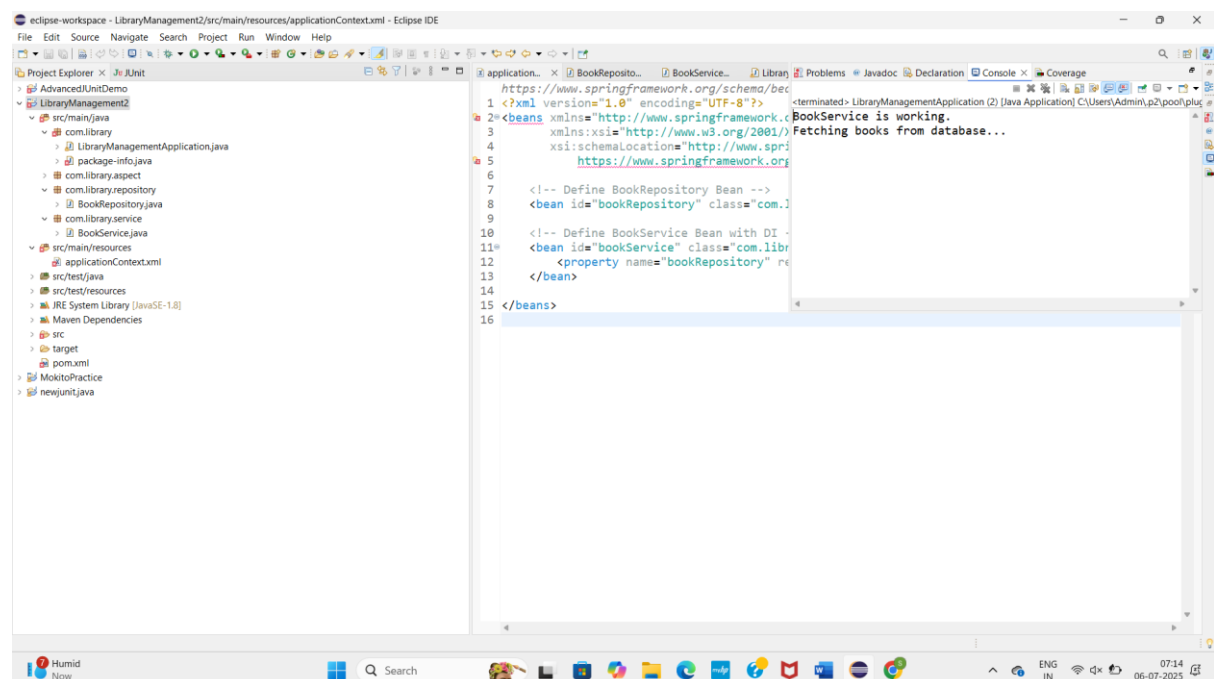 eclipse-workspace - LibraryManagement2/src/main/resources/applicationContext.xml - Eclipse IDE
File Edit Source Navigate Search Project Run Window Help
Project Explorer × JUnit
AdvancedJUnitDemo
LibraryManagement2
src/main/java
com.library
LibraryManagementApplication.java
package-info.java
com.library.aspect
com.library.repository
BookRepository.java
com.library.service
BookService.java
src/main/resources
applicationContext.xml
src/test/java
src/test/resources
JRE System Library [JavaSE-1.8]
Maven Dependencies
src
target
pom.xml
MokitoPractice
newjunit.java
application... × BookReposito... BookService... Librar
https://www.springframework.org/schema/bea
1 <?xml version="1.0" encoding="UTF-8"?>
2 <beans xmlns="http://www.springframework.o
3 xmlns:xsi="http://www.w3.org/2001/X
4 xsi:schemaLocation="http://www.spri
5 https://www.springframework.org
6
7 <!-- Define BookRepository Bean -->
8 <bean id="bookRepository" class="com.l
9
10 <!-- Define BookService Bean with DI -
11 <bean id="bookService" class="com.libr
12 <property name="bookRepository" re
13 </bean>
14
15 </beans>
16
Problems Javadoc Declaration Console × Coverage
<terminated> LibraryManagementApplication (2) [Java Application] C:\Users\Admin\.p2\pool\plug
BookService is working.
Fetching books from database...
7
Humid
Now
Search
ENG
IN
07:14
06-07-2025